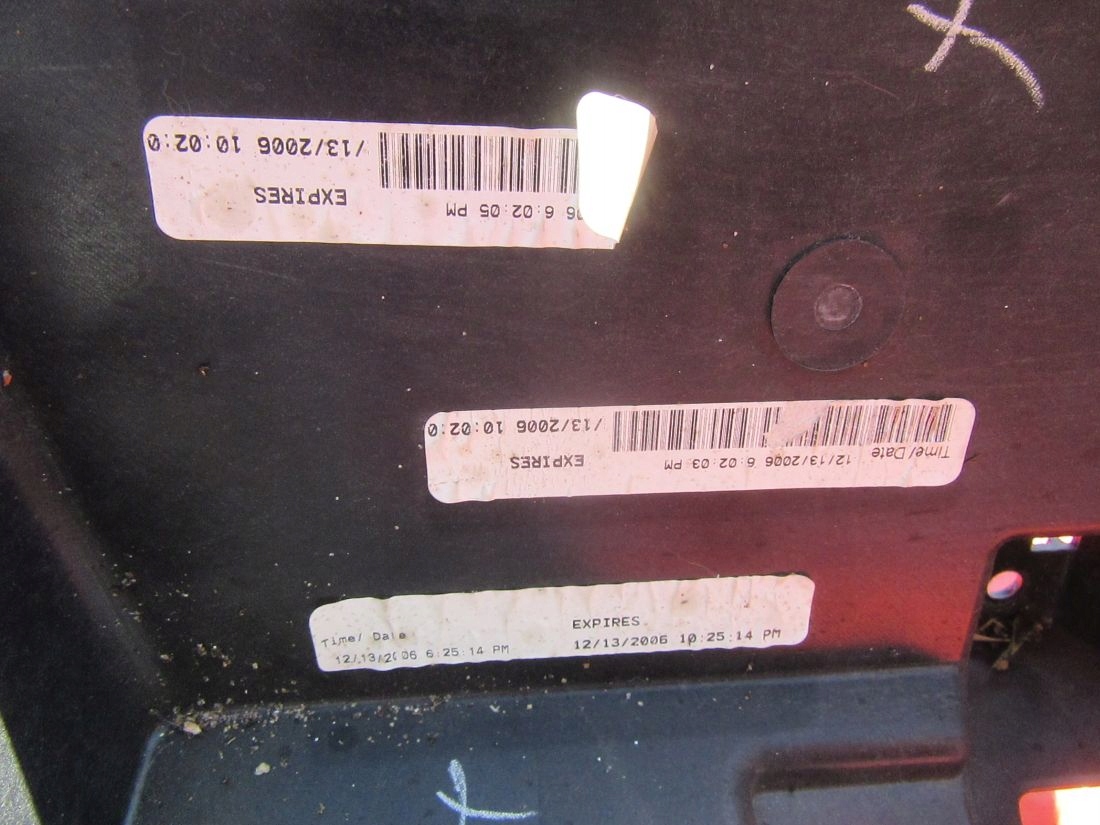 /13/2006 10:02:0
EXPIRES
06 6:02:05 PM
Time/Date
12/13/2006 6:02:03 PM
/13/2006 10:02:0
EXPIRES
Time/ Date
12/13/2006 6:25:14 PM
EXPIRES
12/13/2006 10:25:14 PM